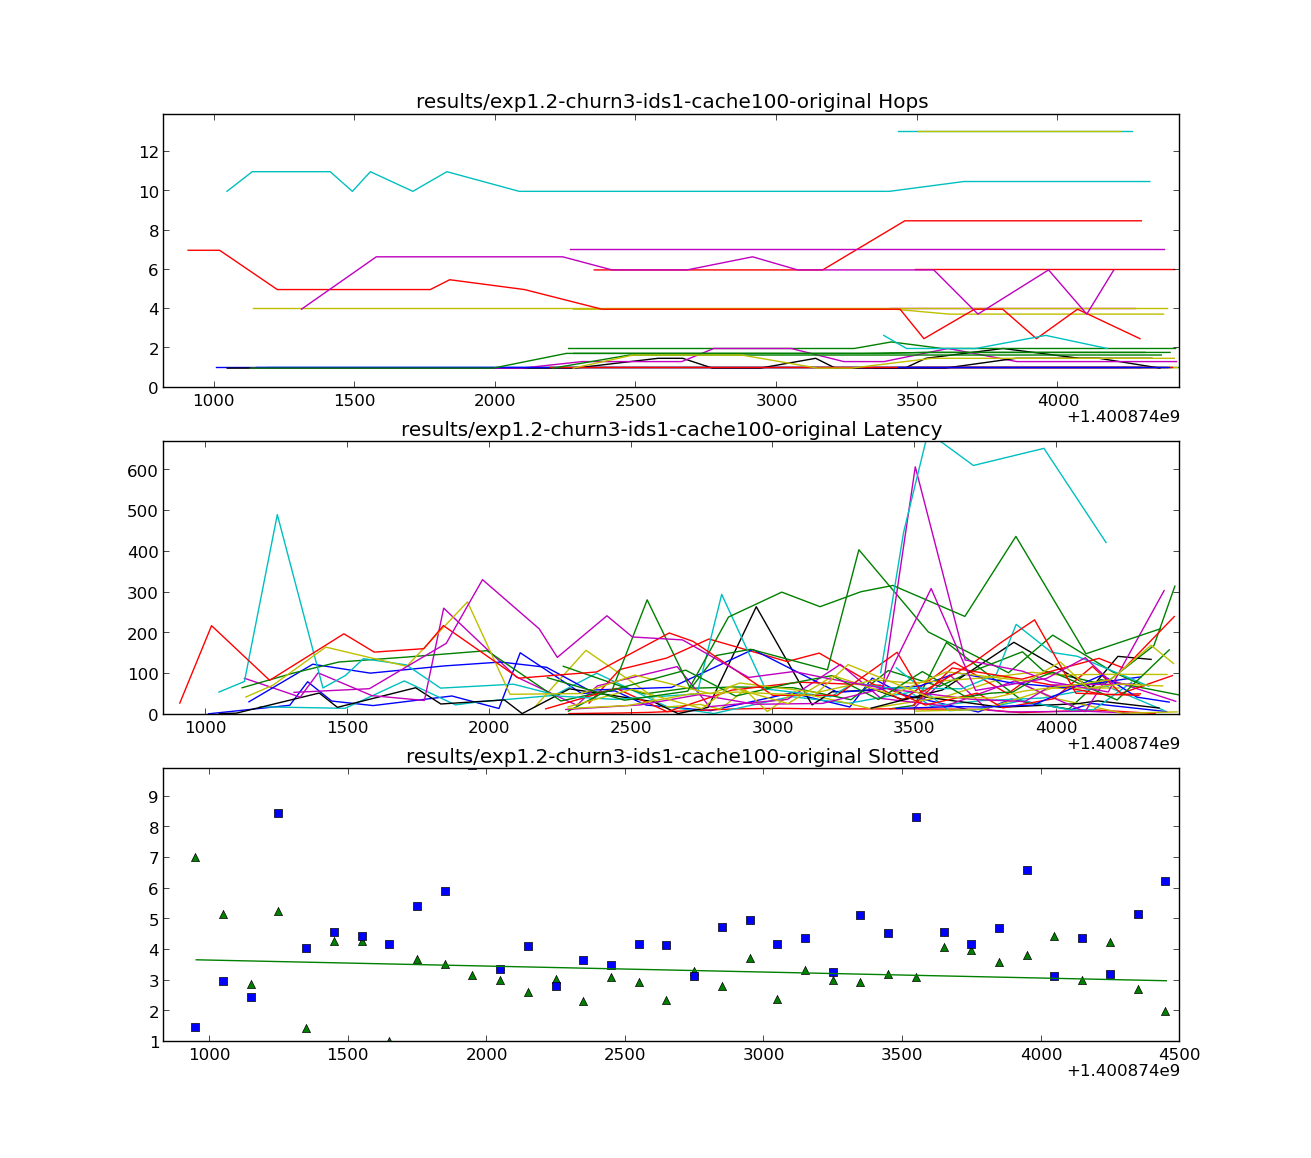 results/exp1.2-churn3-ids1-cache100-original Hops
12
10
8
6
4
2
0
1000 1500 2000 2500 3000 3500 4000
+1.400874e9
results/exp1.2-churn3-ids1-cache100-original Latency
600
500
400
300
200
100
0
1000 1500 2000 2500 3000 3500 4000
+1.400874e9
results/exp1.2-churn3-ids1-cache100-original Slotted
9
8
7
6
5
4
3
2
1
1000 1500 2000 2500 3000 3500 4000 4500
+1.400874e9